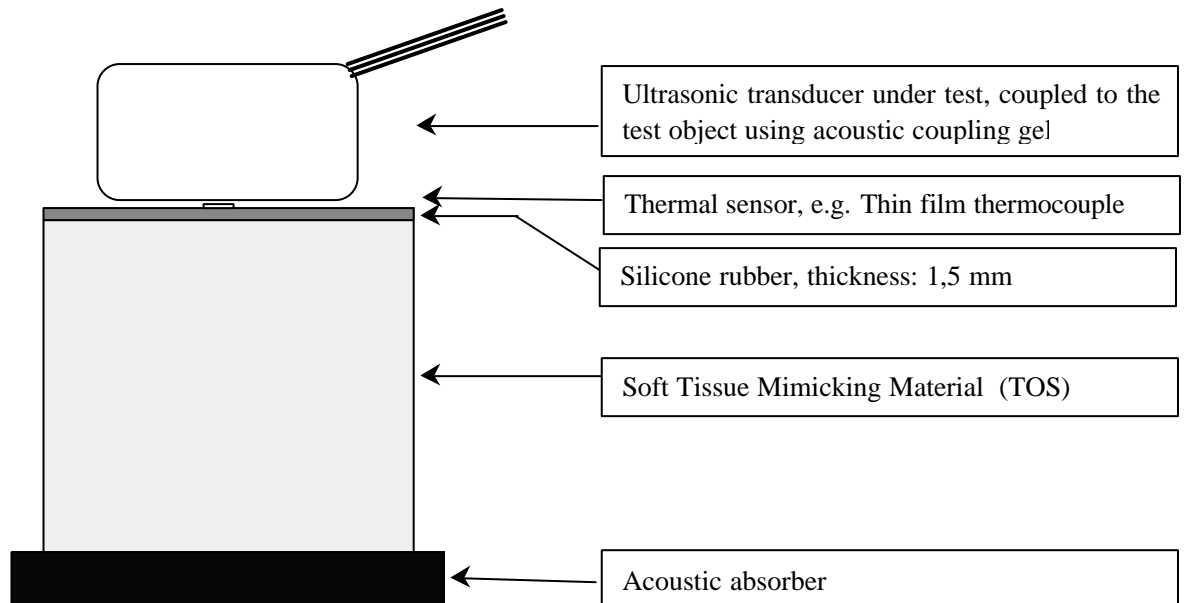 Ultrasonic transducer under test, coupled to the
test object using acoustic coupling gel
Thermal sensor, e.g. Thin film thermocouple
Silicone rubber, thickness: 1,5 mm
Soft Tissue Mimicking Material (TOS)
Acoustic absorber